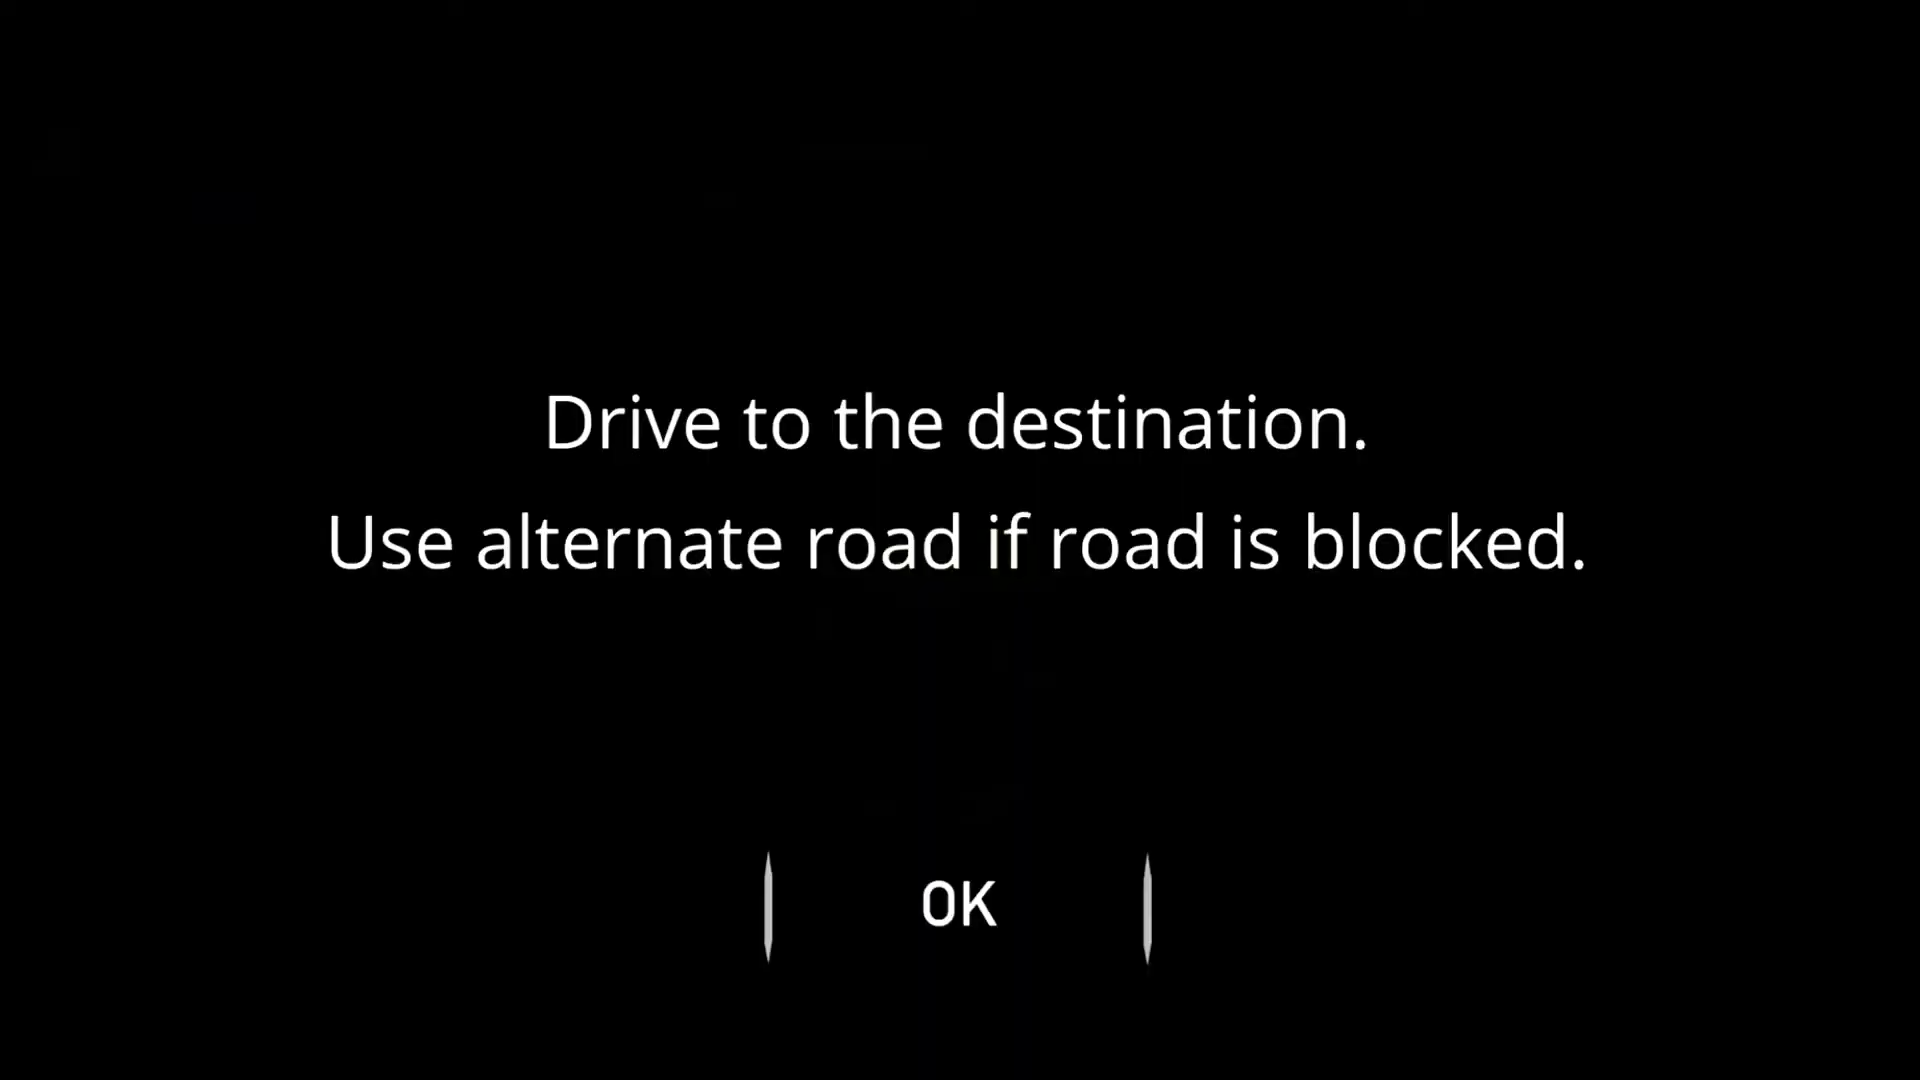 Drive to the destination.
Use alternate road if road is blocked.
OK